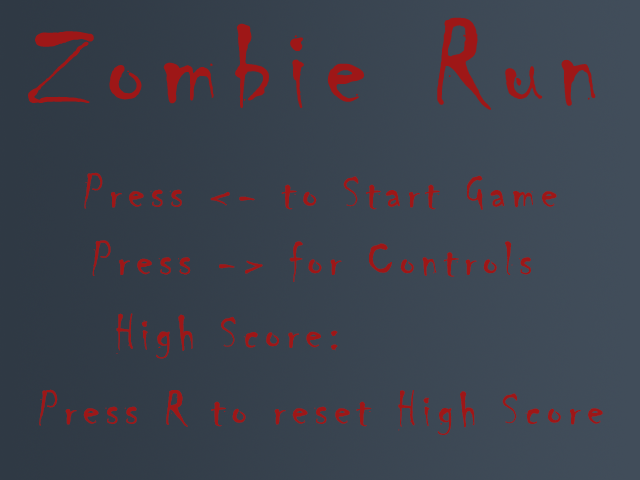 Zombie Run
Press <- to Start Game
Press -> for Controls
High Score:
Press R to reset High Score